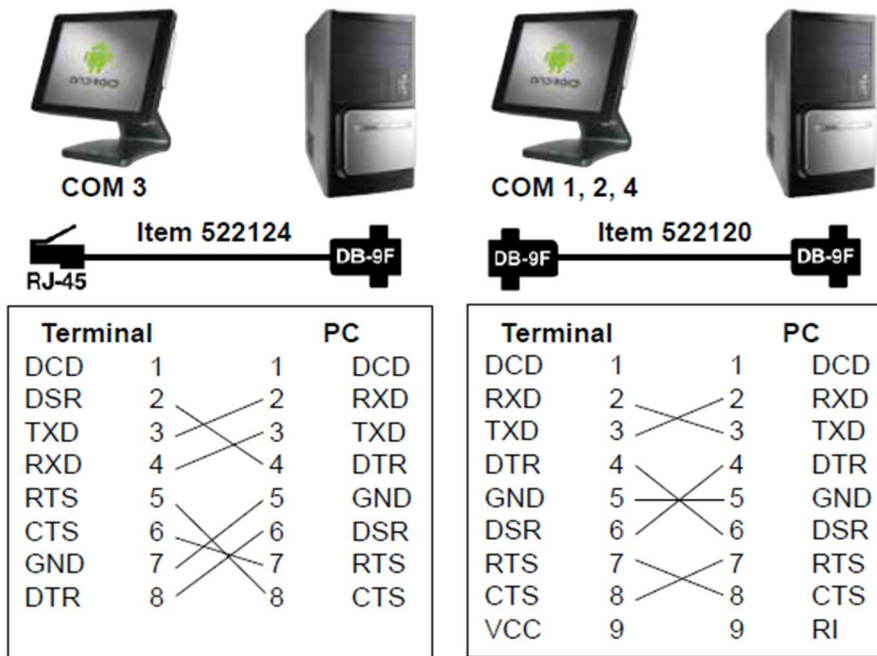 COM 3
Item 522124
RJ-45
DB-9F
Terminal PC
DCD 1 1 DCD
DSR 2 2 RXD
TXD 3 3 TXD
RXD 4 4 DTR
RTS 5 5 GND
CTS 6 6 DSR
GND 7 7 RTS
DTR 8 8 CTS
COM 1, 2, 4
Item 522120
DB-9F
DB-9F
Terminal PC
DCD 1 1 DCD
RXD 2 2 RXD
TXD 3 3 TXD
DTR 4 4 DTR
GND 5 5 GND
DSR 6 6 DSR
RTS 7 7 RTS
CTS 8 8 CTS
VCC 9 9 RI